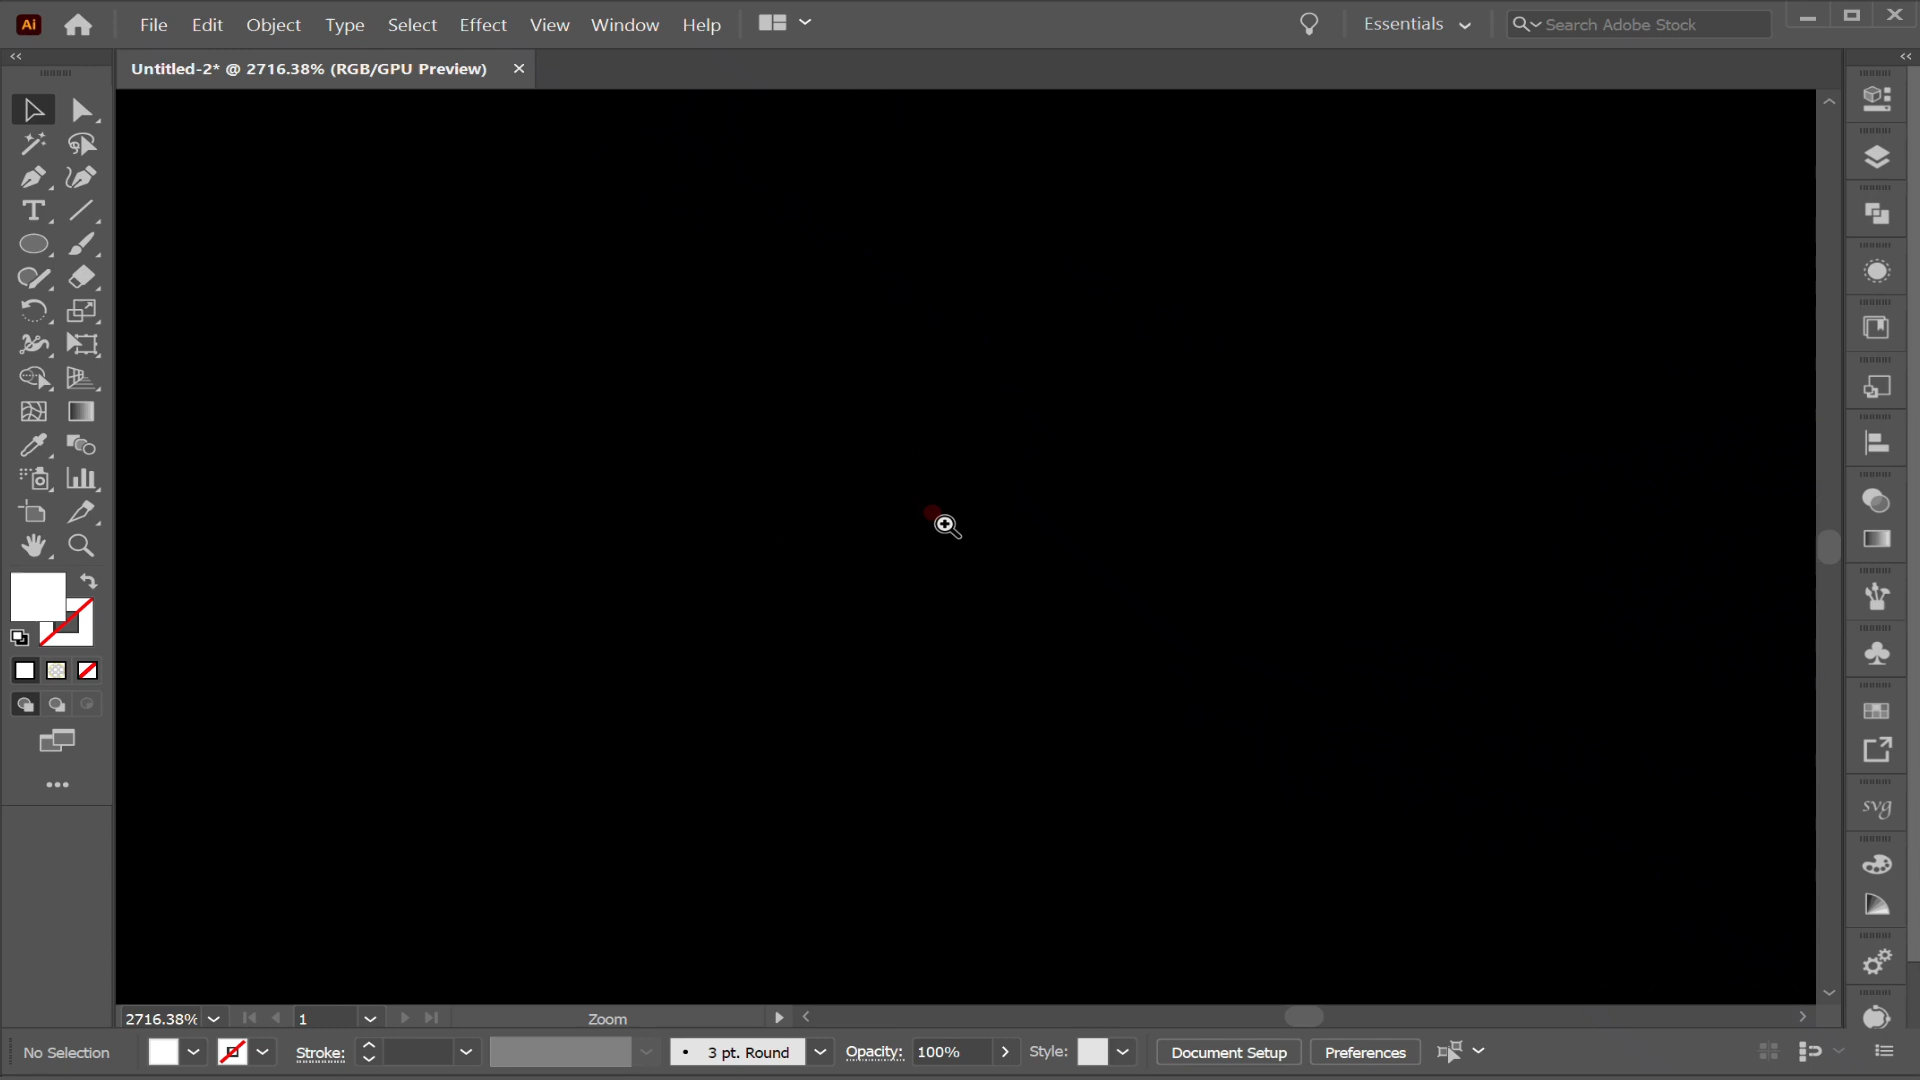 Ai File Edit Object Type Select Effect View Window Help Essentials Search Adobe Stock
Untitled-2* @ 2716.38% (RGB/GPU Preview)
T
svg
2716.38% 1 Zoom
No Selection Stroke: 3 pt. Round Opacity: 100% Style: Document Setup Preferences